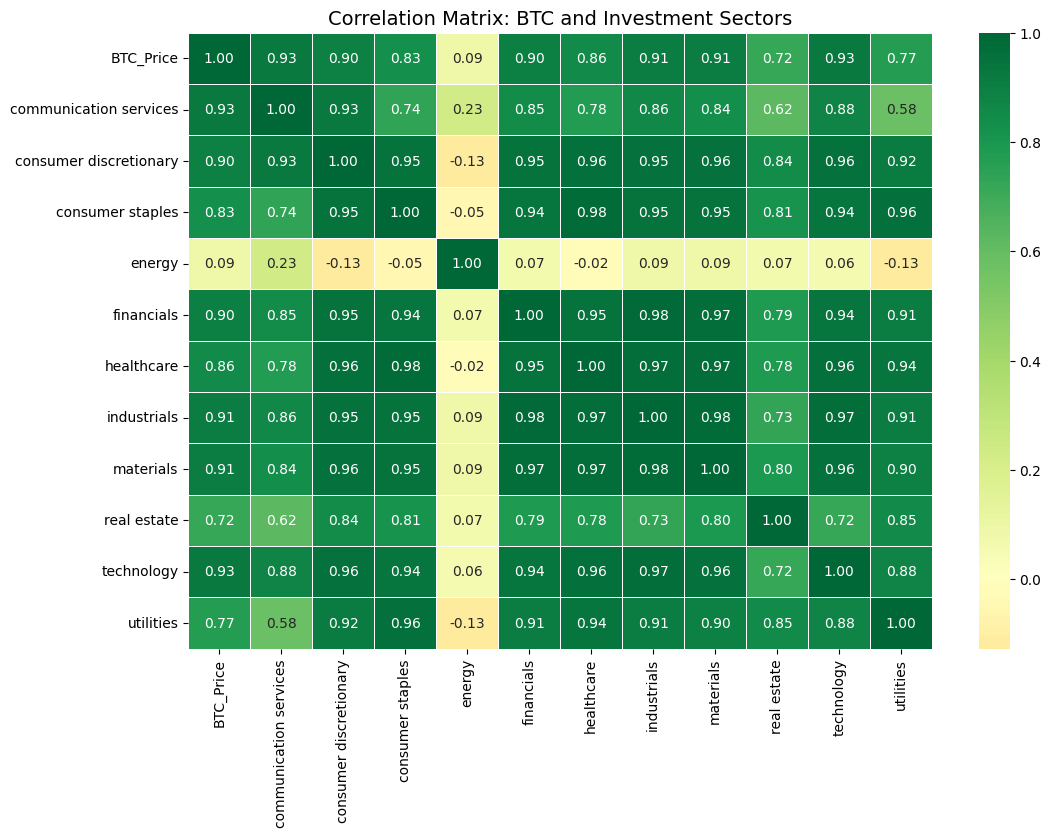 Correlation Matrix: BTC and Investment Sectors
BTC_Price 1.00 0.93 0.90 0.83 0.09 0.90 0.86 0.91 0.91 0.72 0.93 0.77
communication services 0.93 1.00 0.93 0.74 0.23 0.85 0.78 0.86 0.84 0.62 0.88 0.58
consumer discretionary 0.90 0.93 1.00 0.95 -0.13 0.95 0.96 0.95 0.96 0.84 0.96 0.92
consumer staples 0.83 0.74 0.95 1.00 -0.05 0.94 0.98 0.95 0.95 0.81 0.94 0.96
energy 0.09 0.23 -0.13 -0.05 1.00 0.07 -0.02 0.09 0.09 0.07 0.06 -0.13
financials 0.90 0.85 0.95 0.94 0.07 1.00 0.95 0.98 0.97 0.79 0.94 0.91
healthcare 0.86 0.78 0.96 0.98 -0.02 0.95 1.00 0.97 0.97 0.78 0.96 0.94
industrials 0.91 0.86 0.95 0.95 0.09 0.98 0.97 1.00 0.98 0.73 0.97 0.91
materials 0.91 0.84 0.96 0.95 0.09 0.97 0.97 0.98 1.00 0.80 0.96 0.90
real estate 0.72 0.62 0.84 0.81 0.07 0.79 0.78 0.73 0.80 1.00 0.72 0.85
technology 0.93 0.88 0.96 0.94 0.06 0.94 0.96 0.97 0.96 0.72 1.00 0.88
utilities 0.77 0.58 0.92 0.96 -0.13 0.91 0.94 0.91 0.90 0.85 0.88 1.00
BTC_Price
communication services
consumer discretionary
consumer staples
energy
financials
healthcare
industrials
materials
real estate
technology
utilities
1.0
0.8
0.6
0.4
0.2
0.0